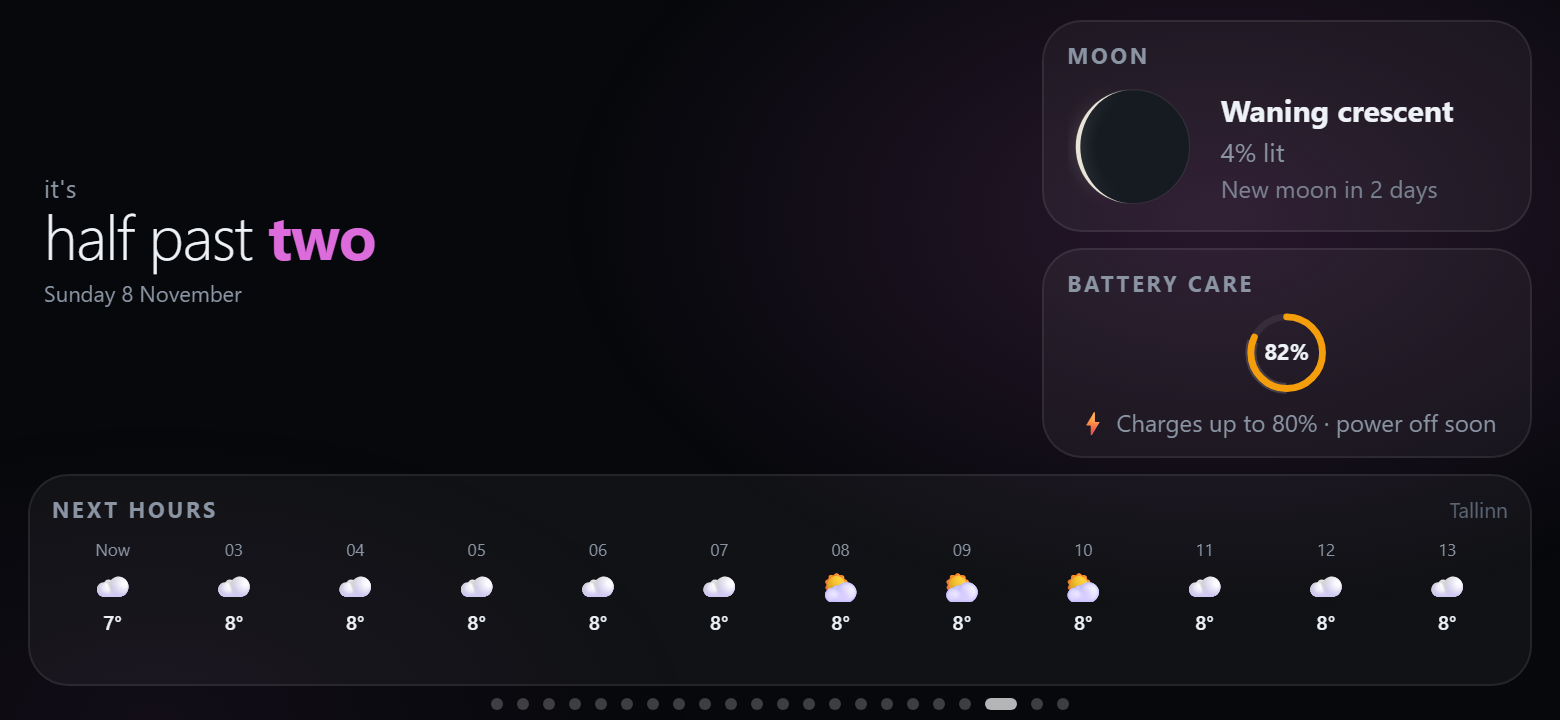 it's
half past two
Sunday 8 November
MOON
Waning crescent
4% lit
New moon in 2 days
BATTERY CARE
82%
Charges up to 80% · power off soon
NEXT HOURS
Tallinn
Now 03 04 05 06 07 08 09 10 11 12 13
7° 8° 8° 8° 8° 8° 8° 8° 8° 8° 8° 8°